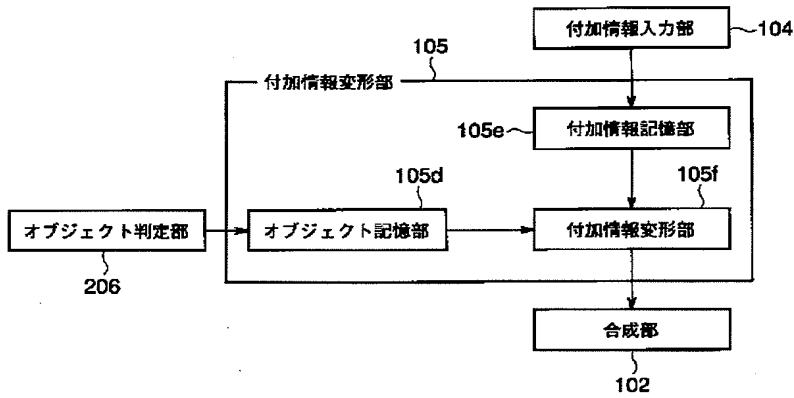 付加情報入力部
104
105
付加情報変形部
105e
付加情報記憶部
105d
105f
オブジェクト判定部
オブジェクト記憶部
付加情報変形部
206
合成部
102